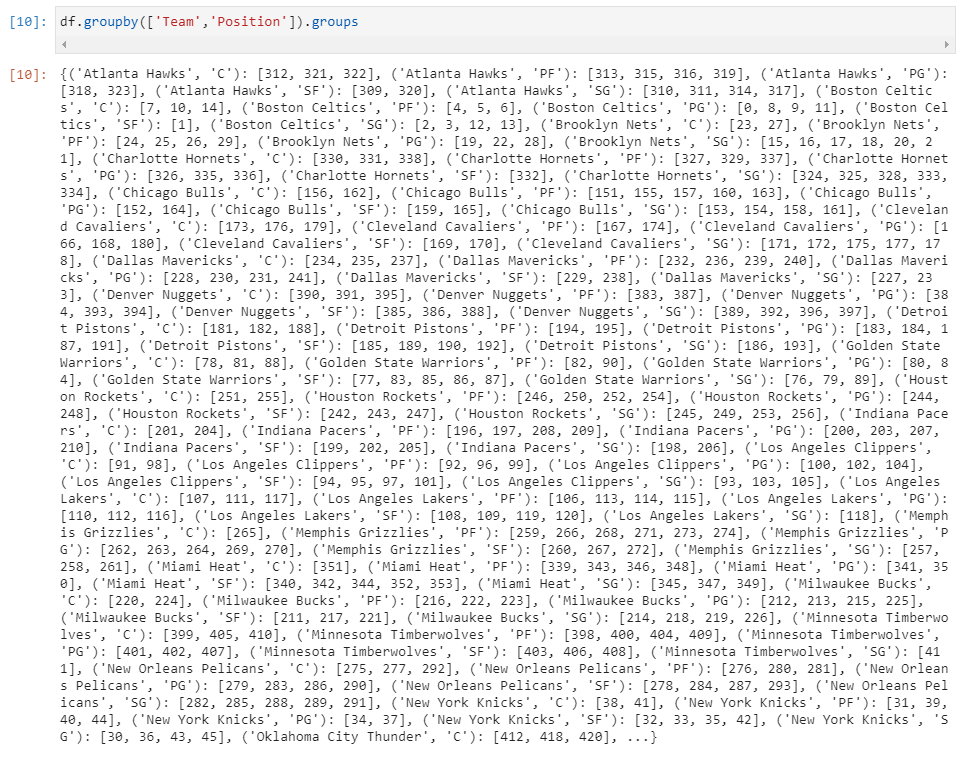 [10]: df.groupby(['Team','Position']).groups
[10]: {('Atlanta Hawks', 'C'): [312, 321, 322], ('Atlanta Hawks', 'PF'): [313, 315, 316, 319], ('Atlanta Hawks', 'PG'):
[318, 323], ('Atlanta Hawks', 'SF'): [309, 320], ('Atlanta Hawks', 'SG'): [310, 311, 314, 317], ('Boston Celtic
s', 'C'): [7, 10, 14], ('Boston Celtics', 'PF'): [4, 5, 6], ('Boston Celtics', 'PG'): [0, 8, 9, 11], ('Boston Cel
tics', 'SF'): [1], ('Boston Celtics', 'SG'): [2, 3, 12, 13], ('Brooklyn Nets', 'C'): [23, 27], ('Brooklyn Nets',
'PF'): [24, 25, 26, 29], ('Brooklyn Nets', 'PG'): [19, 22, 28], ('Brooklyn Nets', 'SG'): [15, 16, 17, 18, 20, 2
1], ('Charlotte Hornets', 'C'): [330, 331, 338], ('Charlotte Hornets', 'PF'): [327, 329, 337], ('Charlotte Hornet
s', 'PG'): [326, 335, 336], ('Charlotte Hornets', 'SF'): [332], ('Charlotte Hornets', 'SG'): [324, 325, 328, 333,
334], ('Chicago Bulls', 'C'): [156, 162], ('Chicago Bulls', 'PF'): [151, 155, 157, 160, 163], ('Chicago Bulls',
'PG'): [152, 164], ('Chicago Bulls', 'SF'): [159, 165], ('Chicago Bulls', 'SG'): [153, 154, 158, 161], ('Clevelan
d Cavaliers', 'C'): [173, 176, 179], ('Cleveland Cavaliers', 'PF'): [167, 174], ('Cleveland Cavaliers', 'PG'): [1
66, 168, 180], ('Cleveland Cavaliers', 'SF'): [169, 170], ('Cleveland Cavaliers', 'SG'): [171, 172, 175, 177, 17
8], ('Dallas Mavericks', 'C'): [234, 235, 237], ('Dallas Mavericks', 'PF'): [232, 236, 239, 240], ('Dallas Maveri
cks', 'PG'): [228, 230, 231, 241], ('Dallas Mavericks', 'SF'): [229, 238], ('Dallas Mavericks', 'SG'): [227, 23
3], ('Denver Nuggets', 'C'): [390, 391, 395], ('Denver Nuggets', 'PF'): [383, 387], ('Denver Nuggets', 'PG'): [38
4, 393, 394], ('Denver Nuggets', 'SF'): [385, 386, 388], ('Denver Nuggets', 'SG'): [389, 392, 396, 397], ('Detroi
t Pistons', 'C'): [181, 182, 188], ('Detroit Pistons', 'PF'): [194, 195], ('Detroit Pistons', 'PG'): [183, 184, 1
87, 191], ('Detroit Pistons', 'SF'): [185, 189, 190, 192], ('Detroit Pistons', 'SG'): [186, 193], ('Golden State
Warriors', 'C'): [78, 81, 88], ('Golden State Warriors', 'PF'): [82, 90], ('Golden State Warriors', 'PG'): [80, 8
4], ('Golden State Warriors', 'SF'): [77, 83, 85, 86, 87], ('Golden State Warriors', 'SG'): [76, 79, 89], ('Houst
on Rockets', 'C'): [251, 255], ('Houston Rockets', 'PF'): [246, 250, 252, 254], ('Houston Rockets', 'PG'): [244,
248], ('Houston Rockets', 'SF'): [242, 243, 247], ('Houston Rockets', 'SG'): [245, 249, 253, 256], ('Indiana Pace
rs', 'C'): [201, 204], ('Indiana Pacers', 'PF'): [196, 197, 208, 209], ('Indiana Pacers', 'PG'): [200, 203, 207,
210], ('Indiana Pacers', 'SF'): [199, 202, 205], ('Indiana Pacers', 'SG'): [198, 206], ('Los Angeles Clippers',
'C'): [91, 98], ('Los Angeles Clippers', 'PF'): [92, 96, 99], ('Los Angeles Clippers', 'PG'): [100, 102, 104],
('Los Angeles Clippers', 'SF'): [94, 95, 97, 101], ('Los Angeles Clippers', 'SG'): [93, 103, 105], ('Los Angeles
Lakers', 'C'): [107, 111, 117], ('Los Angeles Lakers', 'PF'): [106, 113, 114, 115], ('Los Angeles Lakers', 'PG'):
[110, 112, 116], ('Los Angeles Lakers', 'SF'): [108, 109, 119, 120], ('Los Angeles Lakers', 'SG'): [118], ('Memph
is Grizzlies', 'C'): [265], ('Memphis Grizzlies', 'PF'): [259, 266, 268, 271, 273, 274], ('Memphis Grizzlies', 'P
G'): [262, 263, 264, 269, 270], ('Memphis Grizzlies', 'SF'): [260, 267, 272], ('Memphis Grizzlies', 'SG'): [257,
258, 261], ('Miami Heat', 'C'): [351], ('Miami Heat', 'PF'): [339, 343, 346, 348], ('Miami Heat', 'PG'): [341, 35
0], ('Miami Heat', 'SF'): [340, 342, 344, 352, 353], ('Miami Heat', 'SG'): [345, 347, 349], ('Milwaukee Bucks',
'C'): [220, 224], ('Milwaukee Bucks', 'PF'): [216, 222, 223], ('Milwaukee Bucks', 'PG'): [212, 213, 215, 225],
('Milwaukee Bucks', 'SF'): [211, 217, 221], ('Milwaukee Bucks', 'SG'): [214, 218, 219, 226], ('Minnesota Timberwo
lves', 'C'): [399, 405, 410], ('Minnesota Timberwolves', 'PF'): [398, 400, 404, 409], ('Minnesota Timberwolves',
'PG'): [401, 402, 407], ('Minnesota Timberwolves', 'SF'): [403, 406, 408], ('Minnesota Timberwolves', 'SG'): [41
1], ('New Orleans Pelicans', 'C'): [275, 277, 292], ('New Orleans Pelicans', 'PF'): [276, 280, 281], ('New Orlean
s Pelicans', 'PG'): [279, 283, 286, 290], ('New Orleans Pelicans', 'SF'): [278, 284, 287, 293], ('New Orleans Pel
icans', 'SG'): [282, 285, 288, 289, 291], ('New York Knicks', 'C'): [38, 41], ('New York Knicks', 'PF'): [31, 39,
40, 44], ('New York Knicks', 'PG'): [34, 37], ('New York Knicks', 'SF'): [32, 33, 35, 42], ('New York Knicks', 'S
G'): [30, 36, 43, 45], ('Oklahoma City Thunder', 'C'): [412, 418, 420], ...}